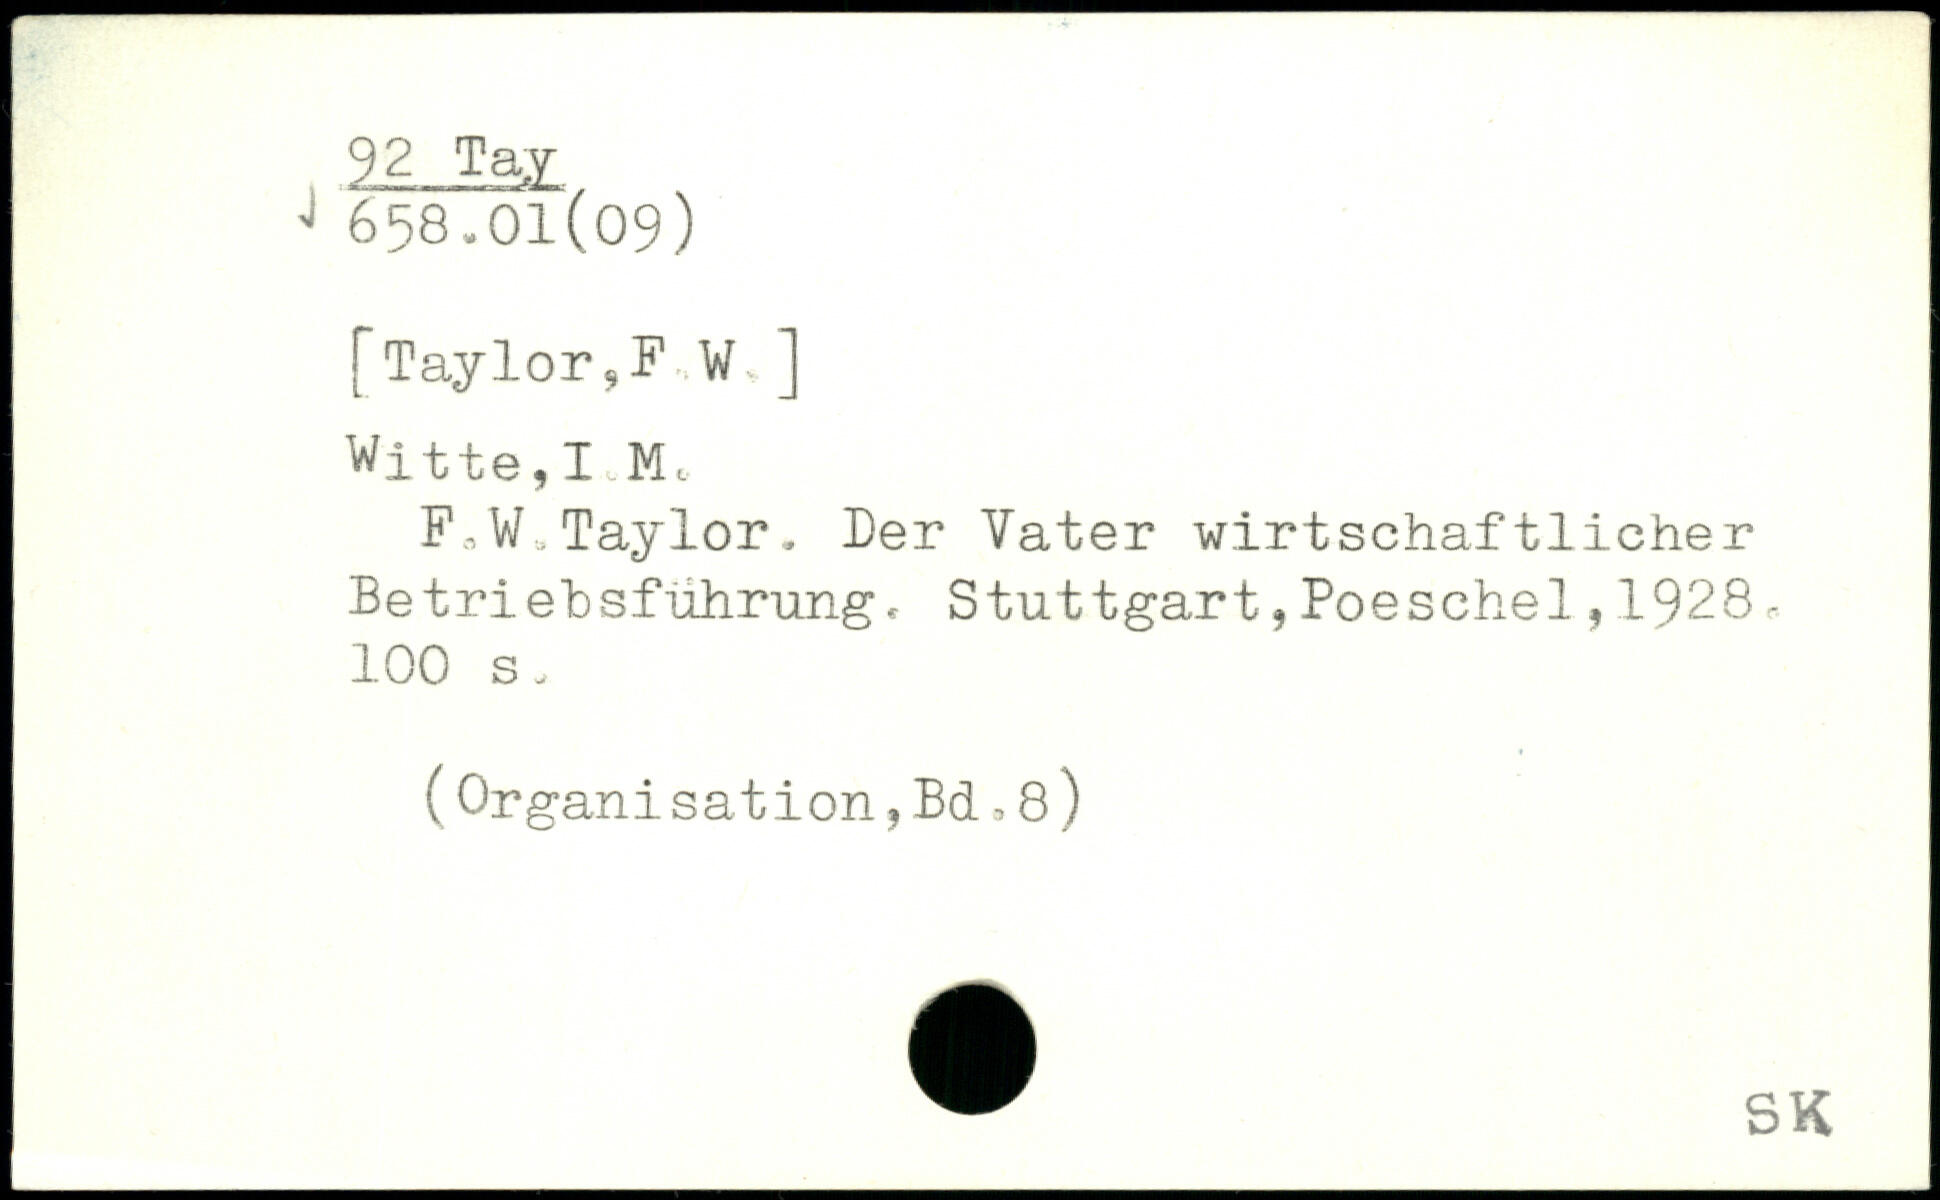 92 Tay
658.01(09)
[Taylor,F.W.]
Witte,I.M.
F.W.Taylor. Der Vater wirtschaftlicher
Betriebsführung. Stuttgart,Poeschel,1928.
100 s.
(Organisation,Bd.8)
SK